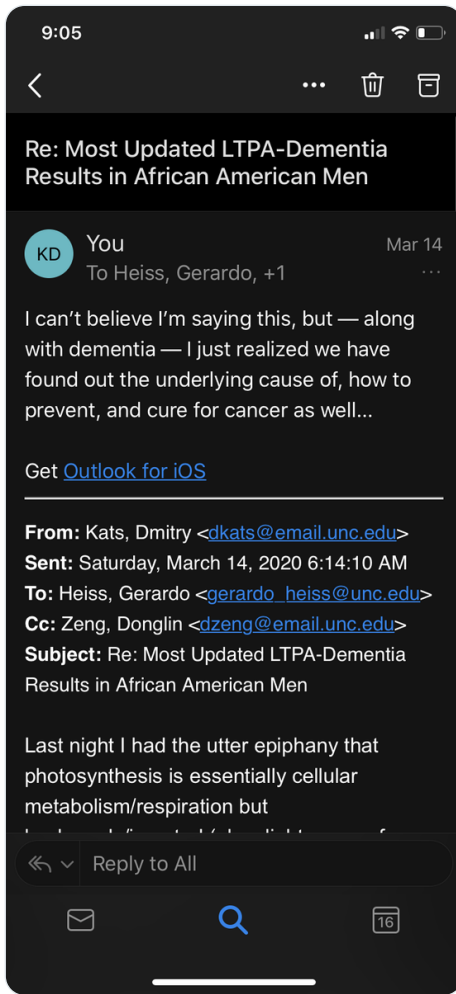 9:05
Re: Most Updated LTPA-Dementia
Results in African American Men
KD
You
Mar 14
To Heiss, Gerardo, +1
I can't believe I'm saying this, but — along
with dementia — I just realized we have
found out the underlying cause of, how to
prevent, and cure for cancer as well...
Get Outlook for iOS
From: Kats, Dmitry <dkats@email.unc.edu>
Sent: Saturday, March 14, 2020 6:14:10 AM
To: Heiss, Gerardo <gerardo_heiss@unc.edu>
Cc: Zeng, Donglin <dzeng@email.unc.edu>
Subject: Re: Most Updated LTPA-Dementia
Results in African American Men
Last night I had the utter epiphany that
photosynthesis is essentially cellular
metabolism/respiration but
Reply to All
16